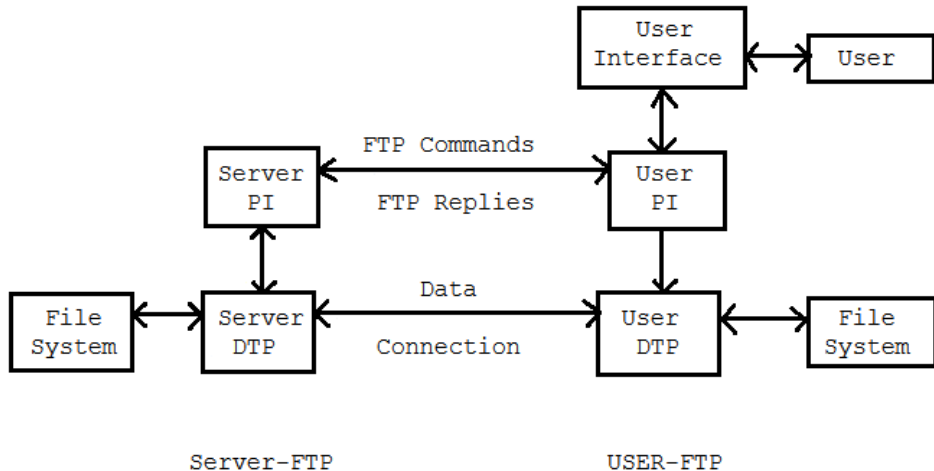 User
Interface
User
FTP Commands
Server
PI
User
PI
FTP Replies
Data
File
System
Server
DTP
User
DTP
File
System
Connection
Server-FTP
USER-FTP